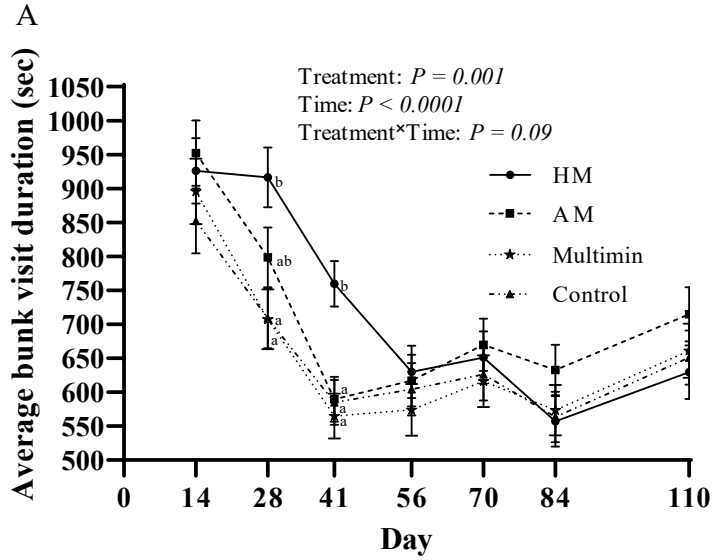 A
Average bunk visit duration (sec)
Treatment: P = 0.001
Time: P < 0.0001
Treatment×Time: P = 0.09
HM
AM
Multimin
Control
1050
1000
950
900
850
800
750
700
650
600
550
500
b
ab
a
a
b
a
a
a
0 14 28 41 56 70 84 110
Day